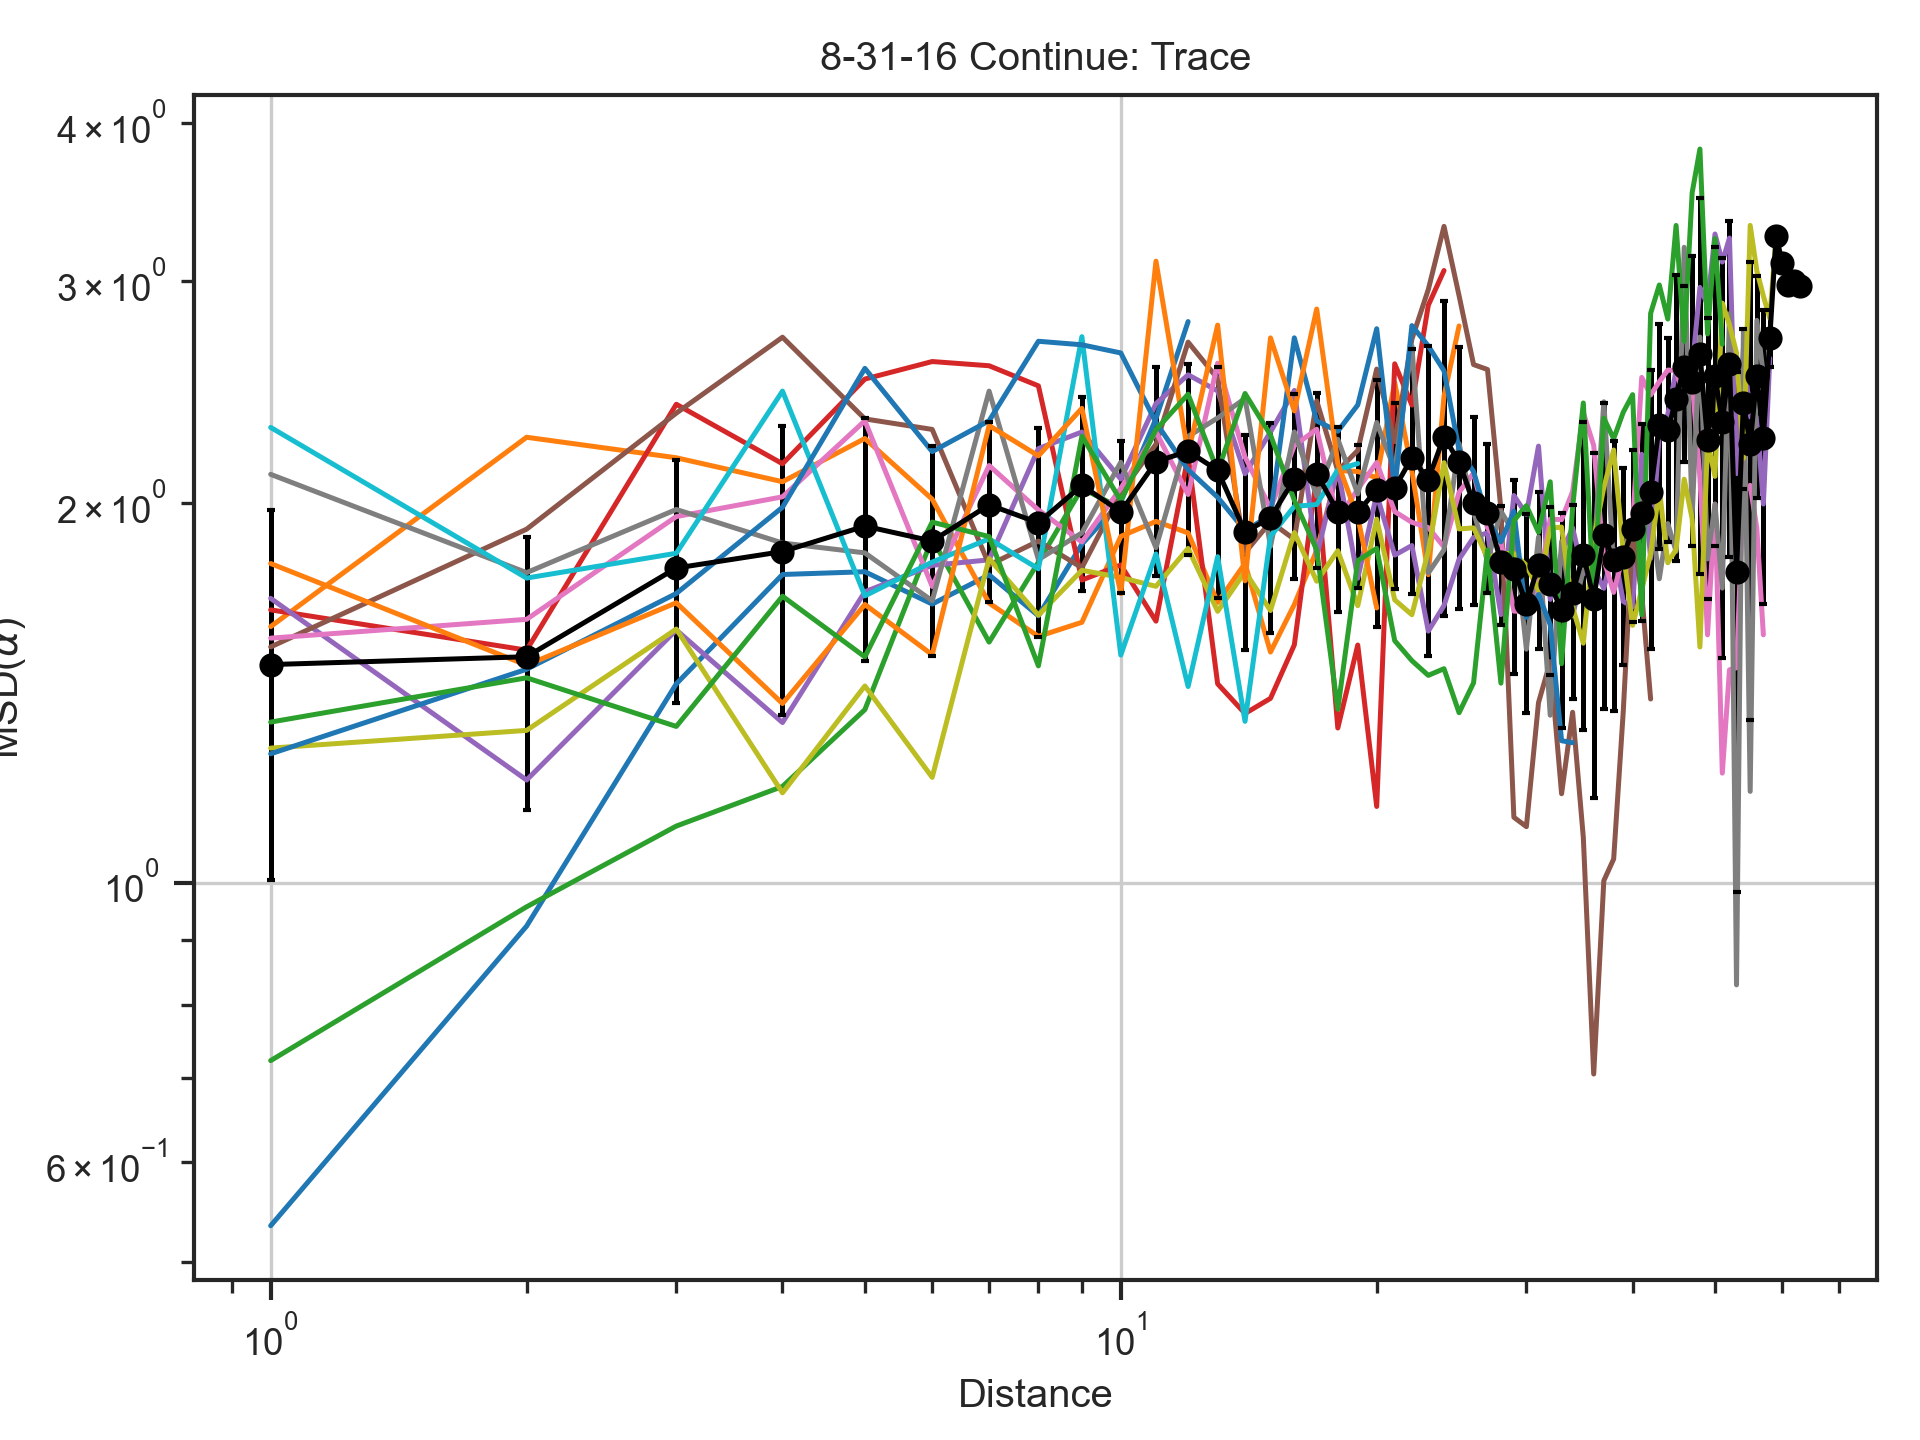 8-31-16 Continue: Trace
4 × 10⁰
3 × 10⁰
2 × 10⁰
10⁰
6 × 10⁻¹
MSD(α)
10⁰ 10¹
Distance